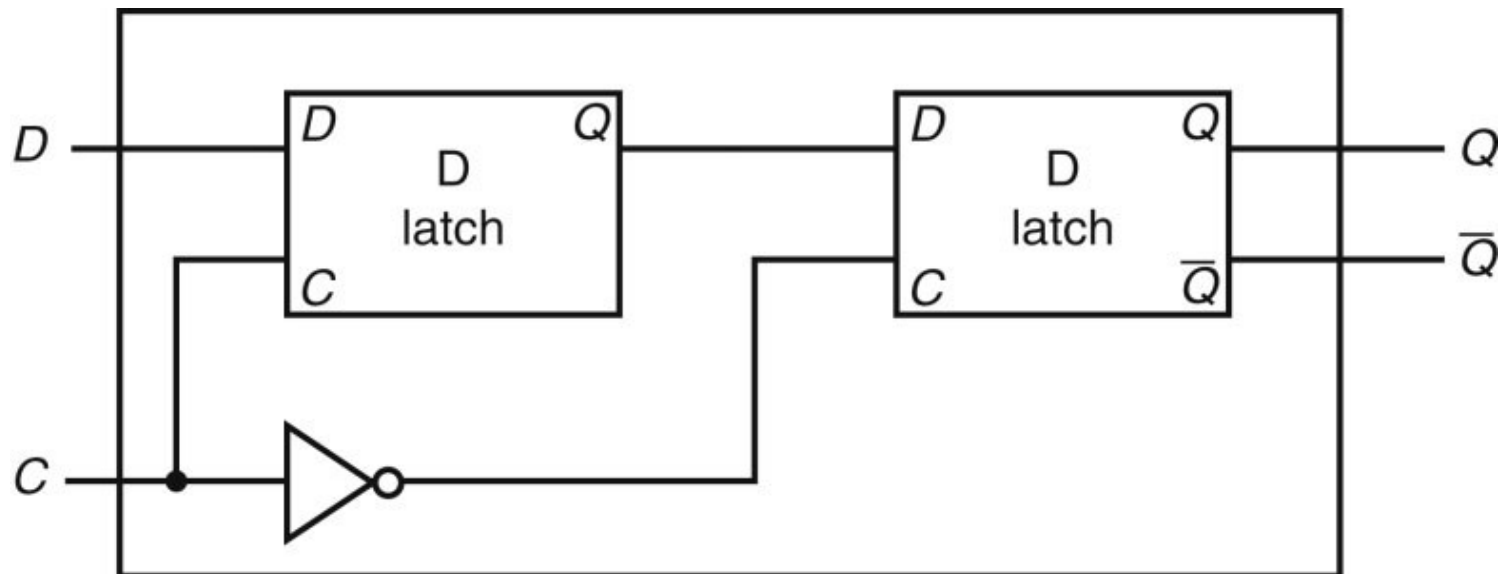 D Q D Q
D D D Q
latch latch
C C Q̅ Q̅
C